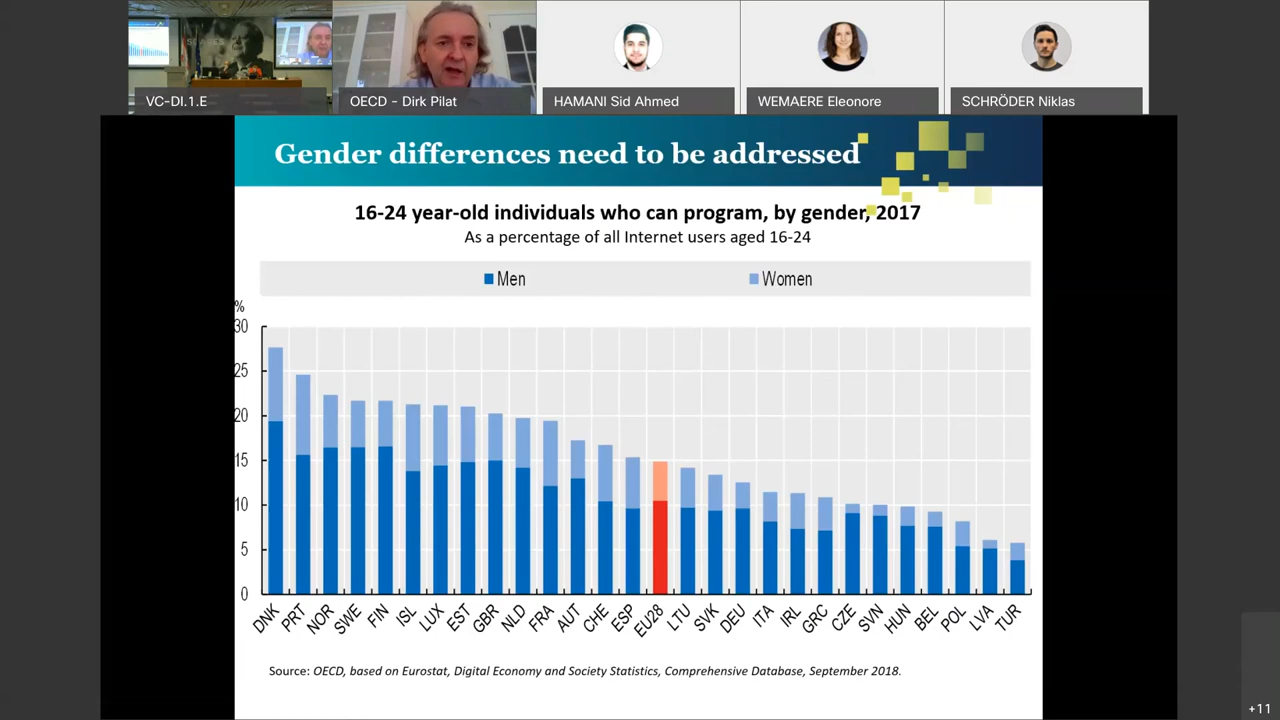 VC-DI.1.E
OECD - Dirk Pilat
HAMANI Sid Ahmed
WEMAERE Eleonore
SCHRÖDER Niklas
Gender differences need to be addressed
16-24 year-old individuals who can program, by gender, 2017
As a percentage of all Internet users aged 16-24
Men Women
%
30
25
20
15
10
5
0
DNK PRT NOR SWE FIN ISL LUX EST GBR NLD FRA AUT CHE ESP EU28 LTU SVK DEU ITA IRL GRC CZE SVN HUN BEL POL LVA TUR
Source: OECD, based on Eurostat, Digital Economy and Society Statistics, Comprehensive Database, September 2018.
+11